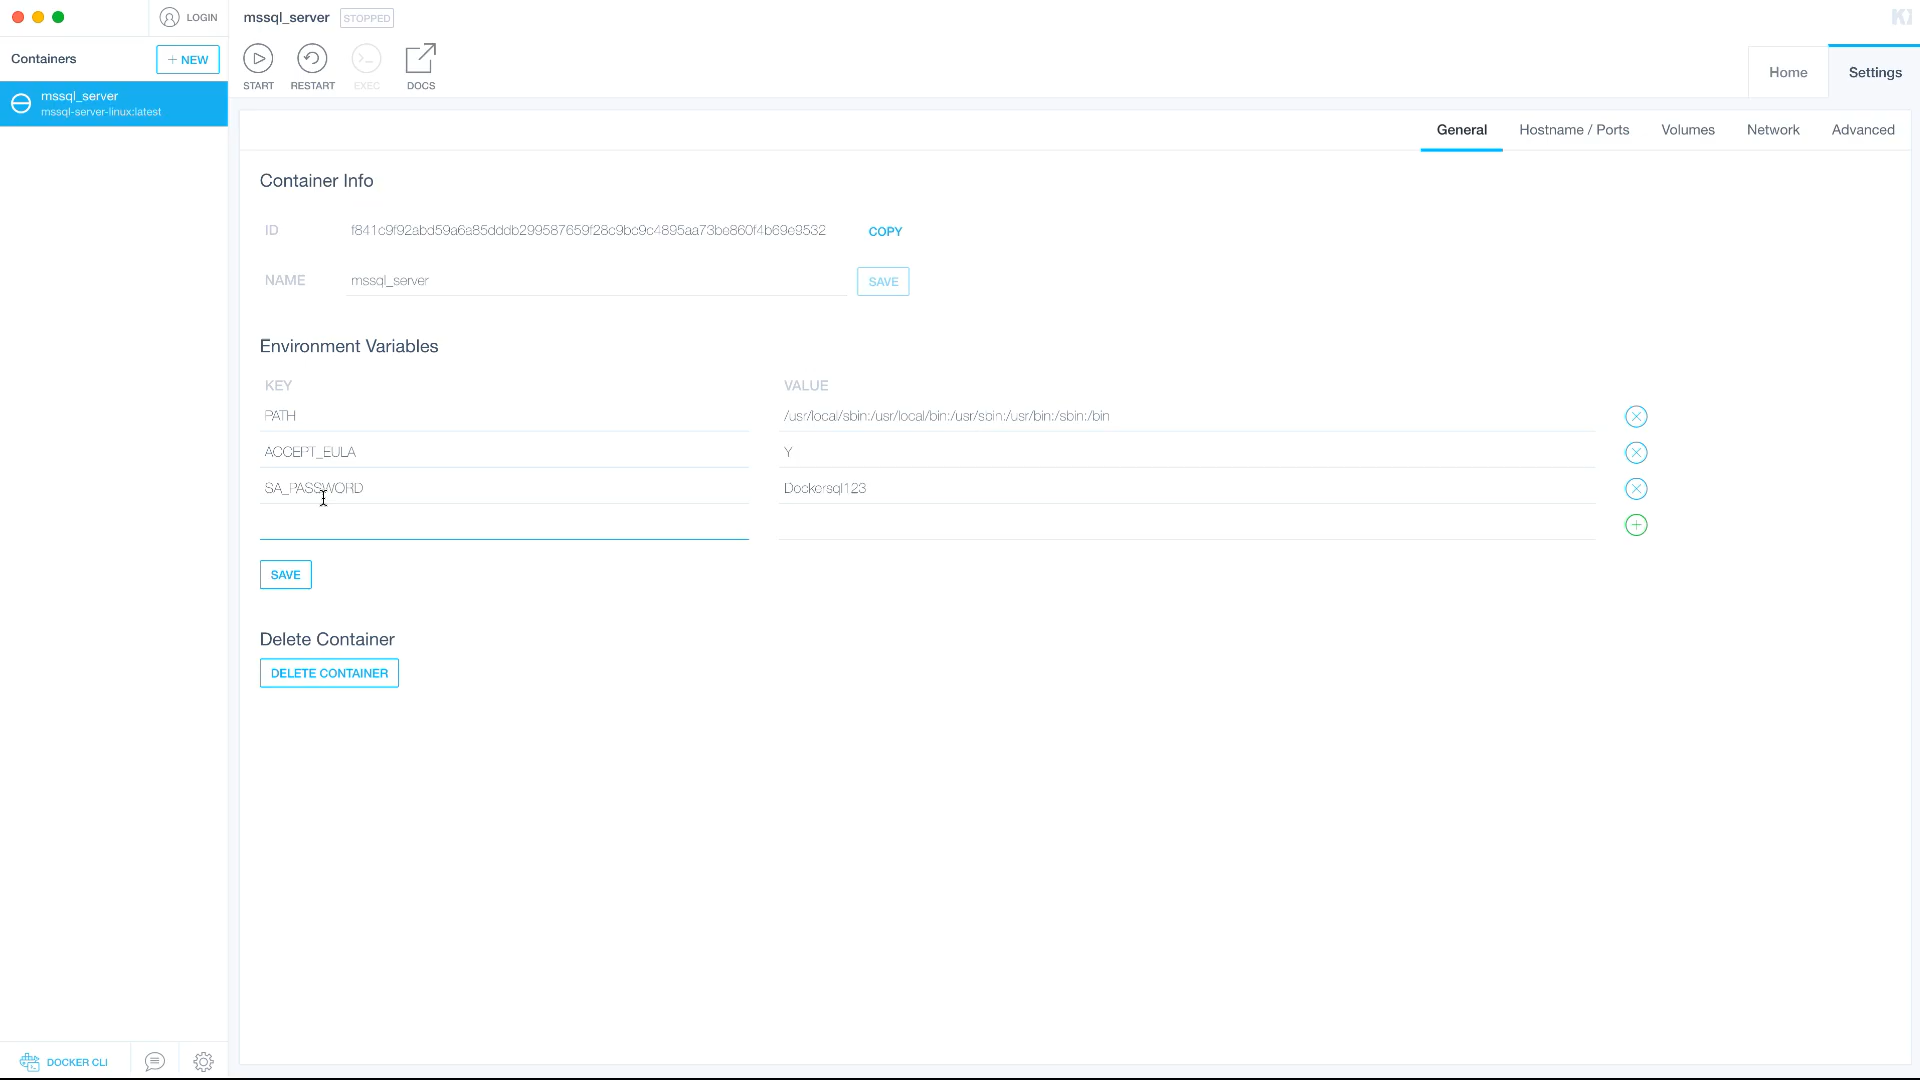 LOGIN
mssql_server STOPPED
Containers
+ NEW
START
RESTART
EXEC
DOCS
Home
Settings
mssql_server
mssql-server-linux:latest
General
Hostname / Ports
Volumes
Network
Advanced
Container Info
ID f841c9f92abd59a6a85dddb299587659f28c9bc9c4895aa73be860f4b69e9532 COPY
NAME mssql_server SAVE
Environment Variables
KEY VALUE
PATH /usr/local/sbin:/usr/local/bin:/usr/sbin:/usr/bin:/sbin:/bin
ACCEPT_EULA Y
SA_PASSWORD Dockersql123
SAVE
Delete Container
DELETE CONTAINER
DOCKER CLI